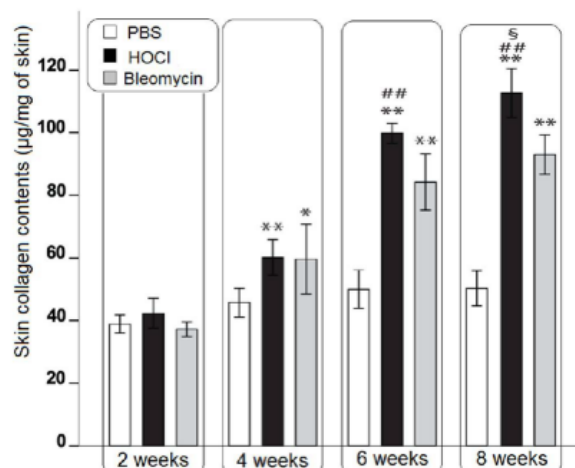 Skin collagen contents (µg/mg of skin)
PBS
HOCl
Bleomycin
120
100
80
60
40
20
0
**
*
##
**
**
§
##
**
**
2 weeks
4 weeks
6 weeks
8 weeks